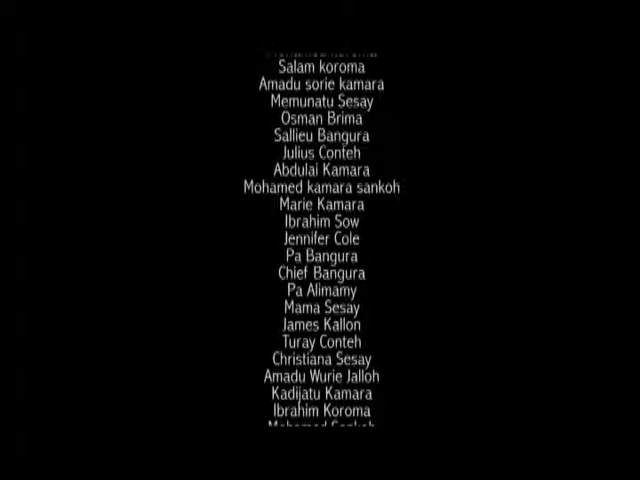 Salam koroma
Amadu sorie kamara
Memunatu Sesay
Osman Brima
Sallieu Bangura
Julius Conteh
Abdulai Kamara
Mohamed kamara sankoh
Marie Kamara
Ibrahim Sow
Jennifer Cole
Pa Bangura
Chief Bangura
Pa Alimamy
Mama Sesay
James Kallon
Turay Conteh
Christiana Sesay
Amadu Wurie Jalloh
Kadijatu Kamara
Ibrahim Koroma
Mohamed Sankoh